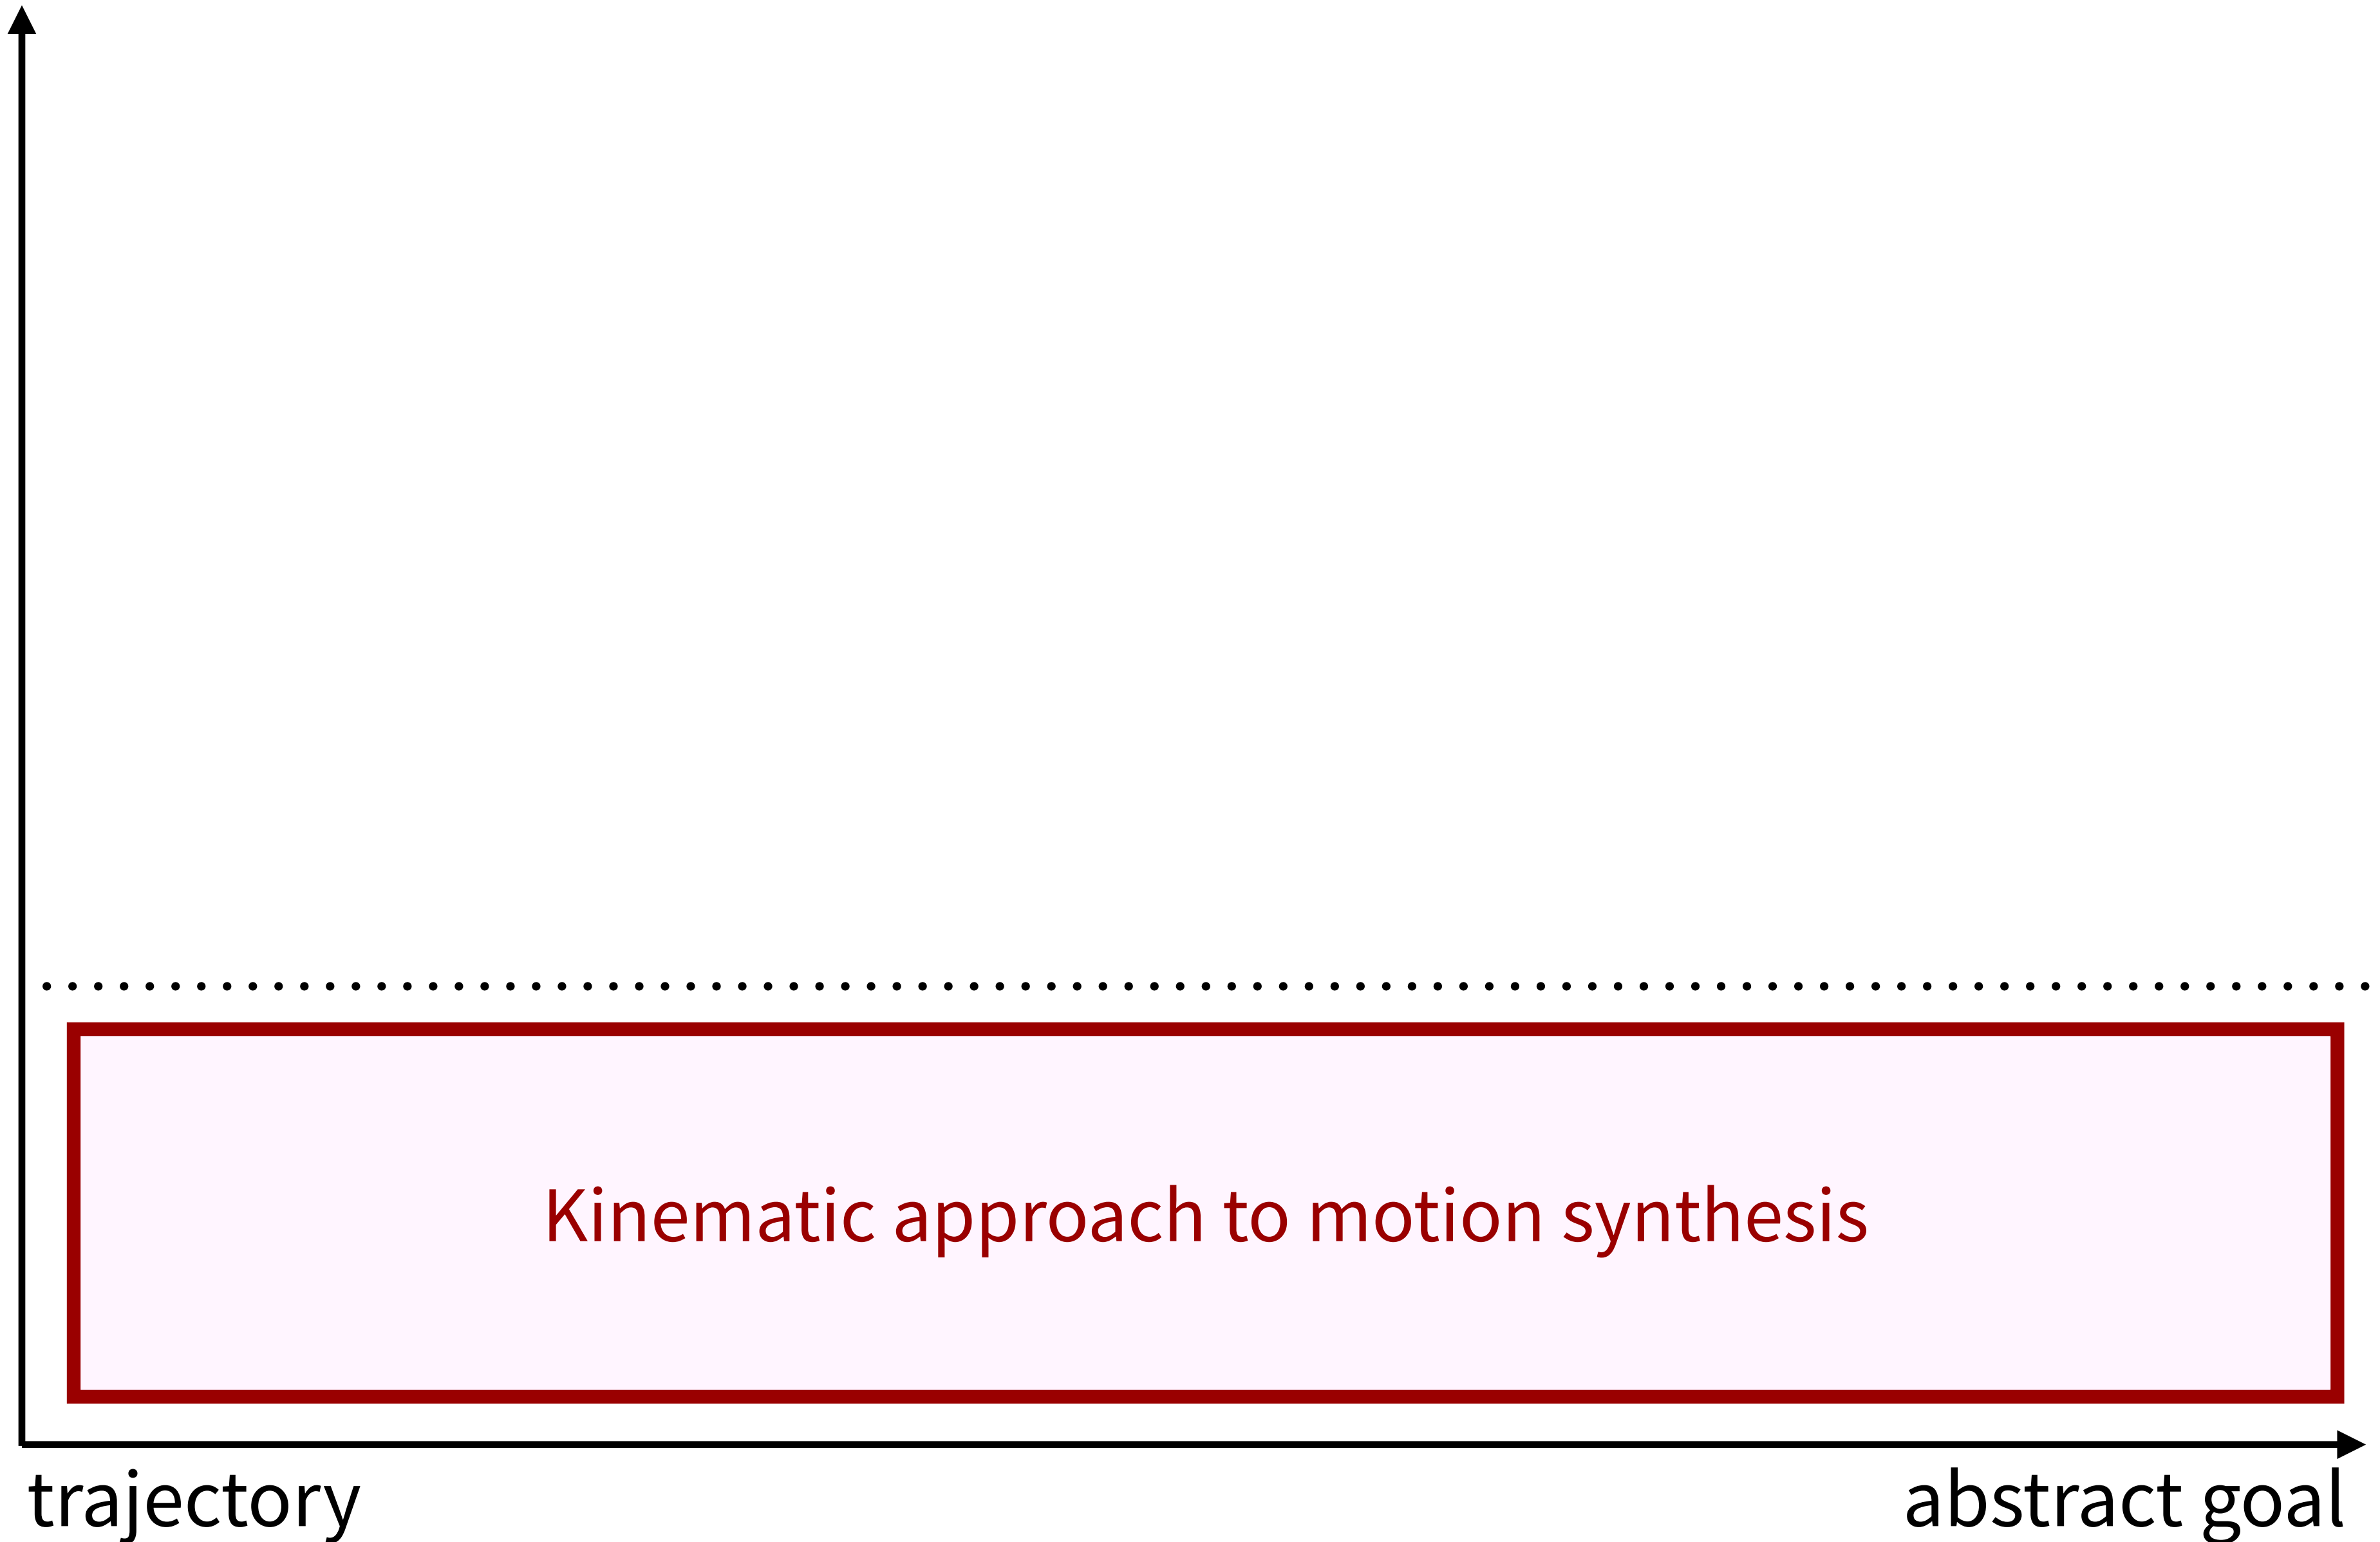 Kinematic approach to motion synthesis
trajectory
abstract goal